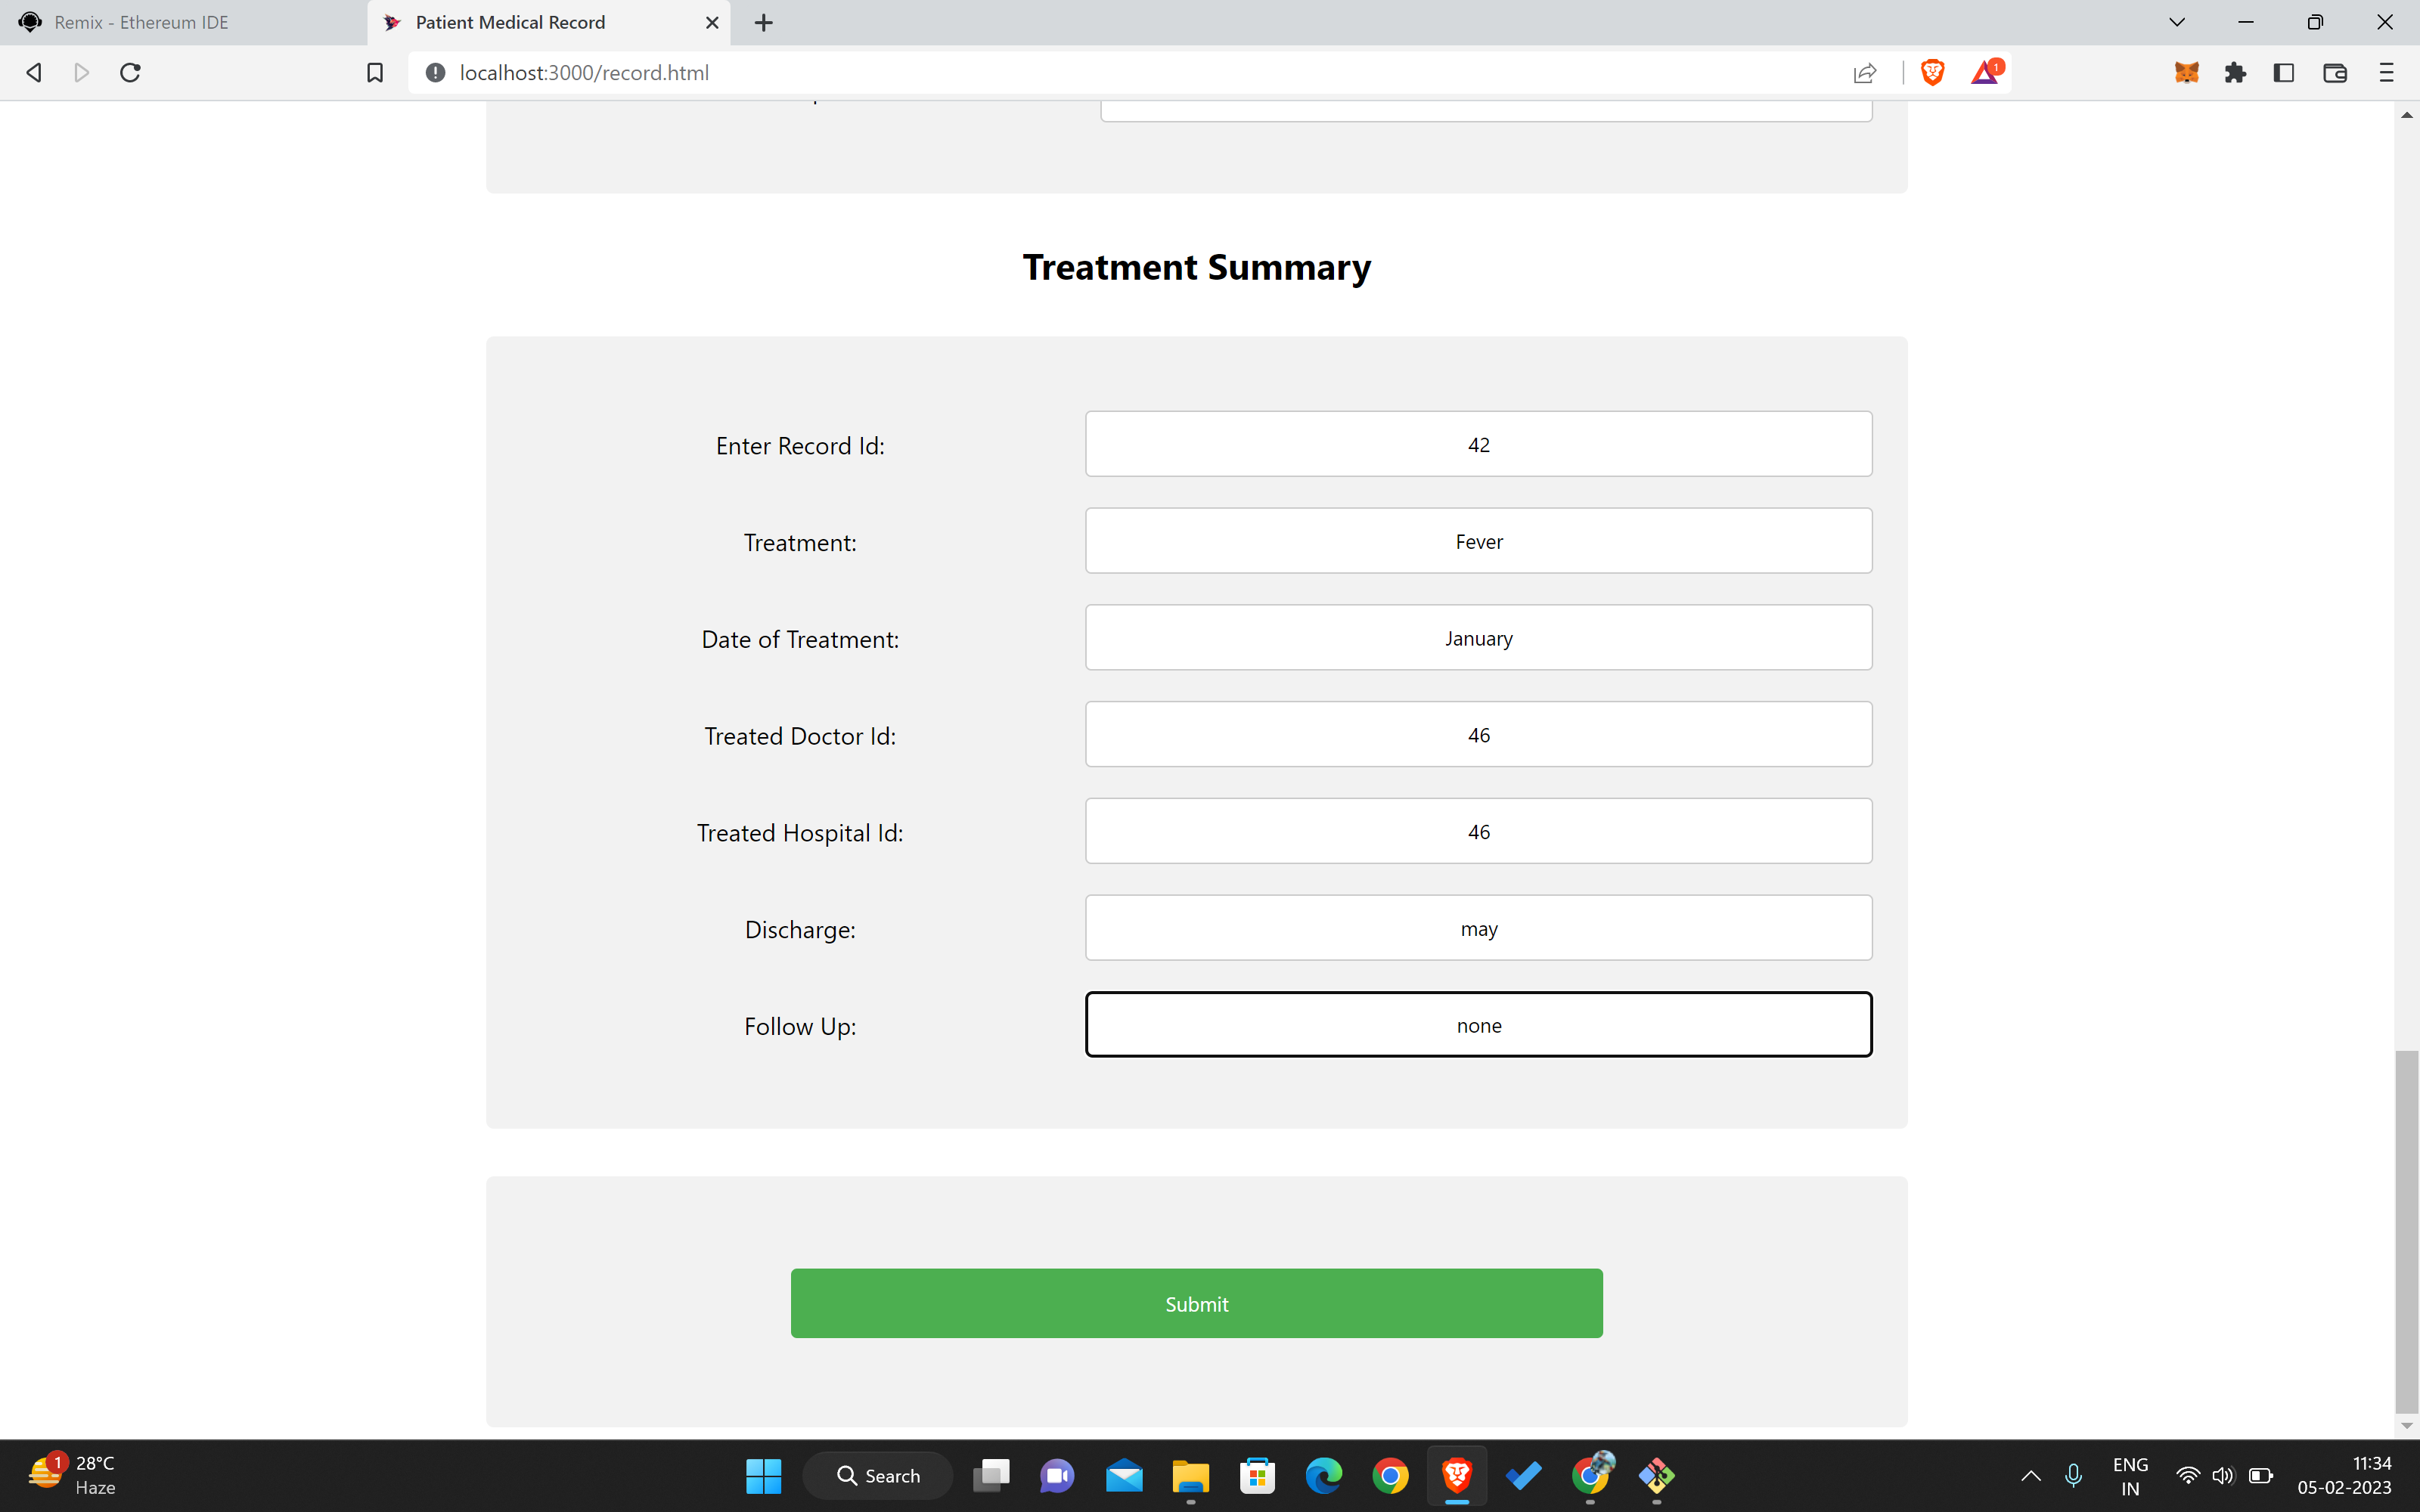 Remix - Ethereum IDE
Patient Medical Record
localhost:3000/record.html
1
Treatment Summary
Enter Record Id:
42
Treatment:
Fever
Date of Treatment:
January
Treated Doctor Id:
46
Treated Hospital Id:
46
Discharge:
may
Follow Up:
none
Submit
1
28°C
Haze
Search
ENG
IN
11:34
05-02-2023